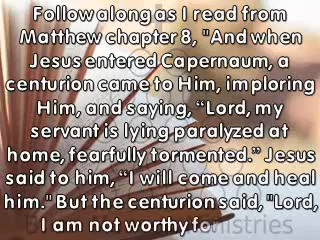 Follow along as I read from
Matthew chapter 8, "And when
Jesus entered Capernaum, a
centurion came to Him, imploring
Him, and saying, “Lord, my
servant is lying paralyzed at
home, fearfully tormented.” Jesus
said to him, “I will come and heal
him." But the centurion said, "Lord,
I am not worthy f